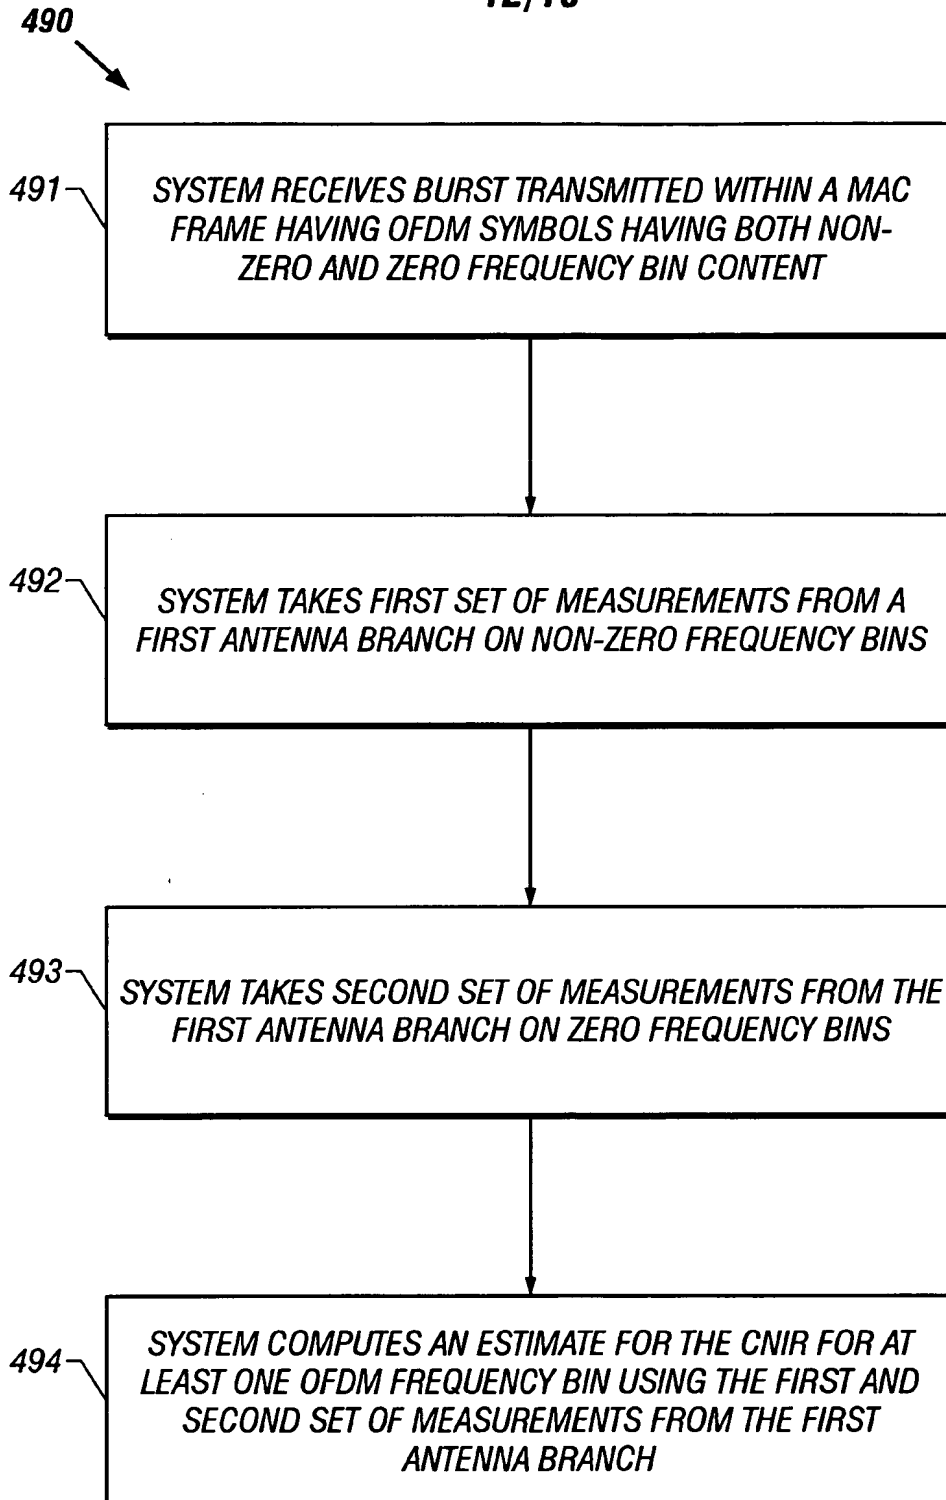 490
491
SYSTEM RECEIVES BURST TRANSMITTED WITHIN A MAC
FRAME HAVING OFDM SYMBOLS HAVING BOTH NON-
ZERO AND ZERO FREQUENCY BIN CONTENT
492
SYSTEM TAKES FIRST SET OF MEASUREMENTS FROM A
FIRST ANTENNA BRANCH ON NON-ZERO FREQUENCY BINS
493
SYSTEM TAKES SECOND SET OF MEASUREMENTS FROM THE
FIRST ANTENNA BRANCH ON ZERO FREQUENCY BINS
494
SYSTEM COMPUTES AN ESTIMATE FOR THE CNIR FOR AT
LEAST ONE OFDM FREQUENCY BIN USING THE FIRST AND
SECOND SET OF MEASUREMENTS FROM THE FIRST
ANTENNA BRANCH